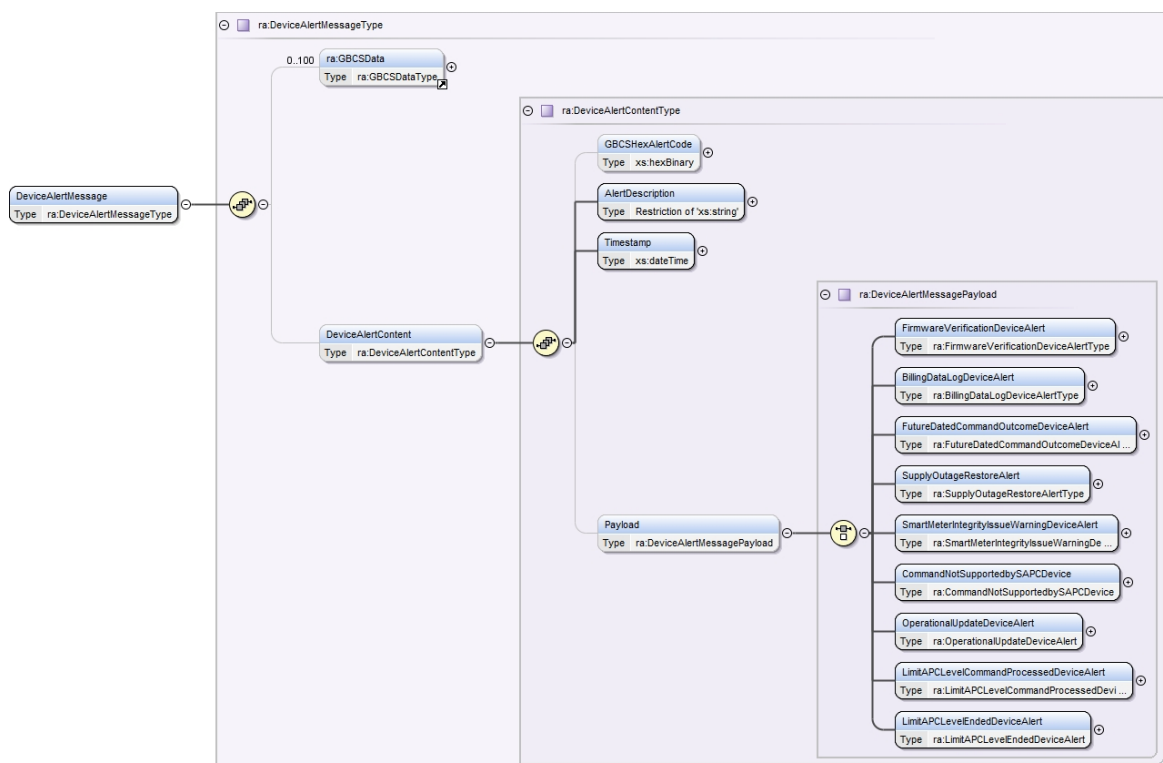 ra:DeviceAlertMessageType
0..100
ra:GBCSData
Type ra:GBCSDataType
ra:DeviceAlertContentType
GBCSHexAlertCode
Type xs:hexBinary
AlertDescription
Type Restriction of 'xs:string'
DeviceAlertMessage
Type ra:DeviceAlertMessageType
Timestamp
Type xs:dateTime
ra:DeviceAlertMessagePayload
DeviceAlertContent
Type ra:DeviceAlertContentType
FirmwareVerificationDeviceAlert
Type ra:FirmwareVerificationDeviceAlertType
BillingDataLogDeviceAlert
Type ra:BillingDataLogDeviceAlertType
FutureDatedCommandOutcomeDeviceAlert
Type ra:FutureDatedCommandOutcomeDeviceAl ...
SupplyOutageRestoreAlert
Type ra:SupplyOutageRestoreAlertType
Payload
Type ra:DeviceAlertMessagePayload
SmartMeterIntegrityIssueWarningDeviceAlert
Type ra:SmartMeterIntegrityIssueWarningDe ...
CommandNotSupportedbySAPCDevice
Type ra:CommandNotSupportedbySAPCDevice
OperationalUpdateDeviceAlert
Type ra:OperationalUpdateDeviceAlert
LimitAPCLevelCommandProcessedDeviceAlert
Type ra:LimitAPCLevelCommandProcessedDevi ...
LimitAPCLevelEndedDeviceAlert
Type ra:LimitAPCLevelEndedDeviceAlert